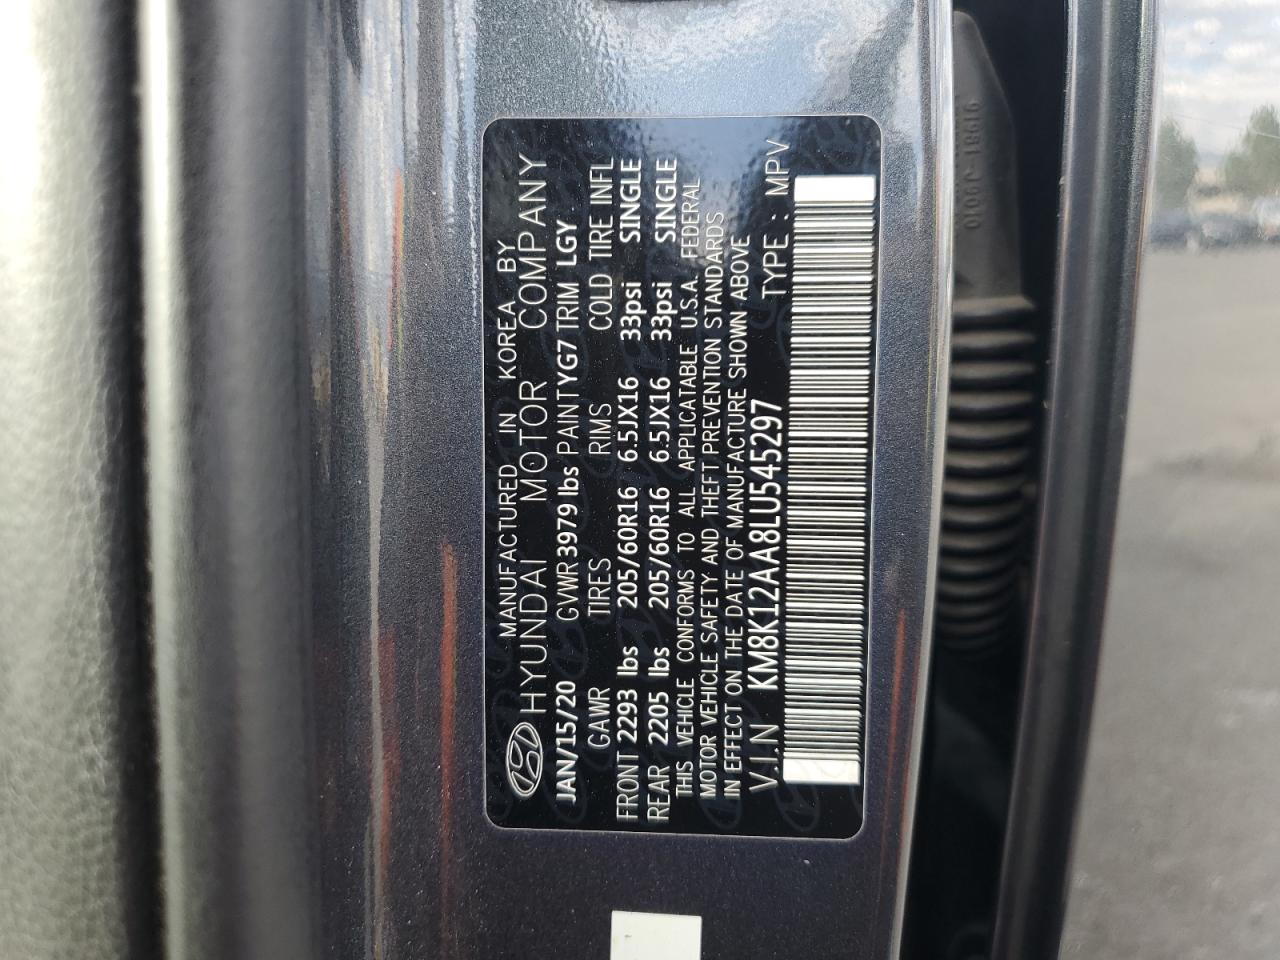 MANUFACTURED IN KOREA BY
HYUNDAI MOTOR COMPANY
JAN/15/20 GVWR 3979 lbs PAINT YG7 TRIM LGY
GAWR TIRES RIMS COLD TIRE INFL
FRONT 2293 lbs 205/60R16 6.5JX16 33psi SINGLE
REAR 2205 lbs 205/60R16 6.5JX16 33psi SINGLE
THIS VEHICLE CONFORMS TO ALL APPLICATABLE U.S.A. FEDERAL
MOTOR VEHICLE SAFETY AND THEFT PREVENTION STANDARDS
IN EFFECT ON THE DATE OF MANUFACTURE SHOWN ABOVE
V.I.N KM8K12AA8LU545297 TYPE : MPV